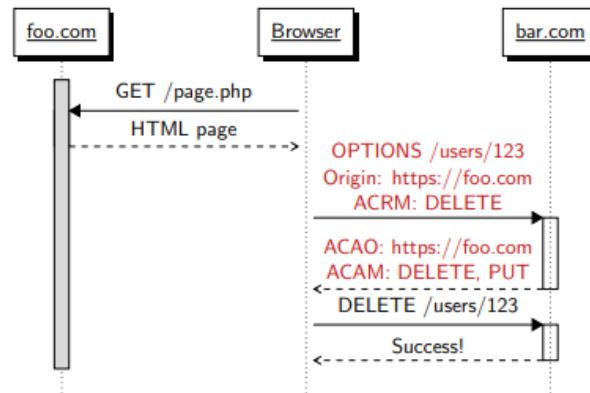 foo.com
Browser
bar.com
GET /page.php
HTML page
OPTIONS /users/123
Origin: https://foo.com
ACRM: DELETE
ACAO: https://foo.com
ACAM: DELETE, PUT
DELETE /users/123
Success!